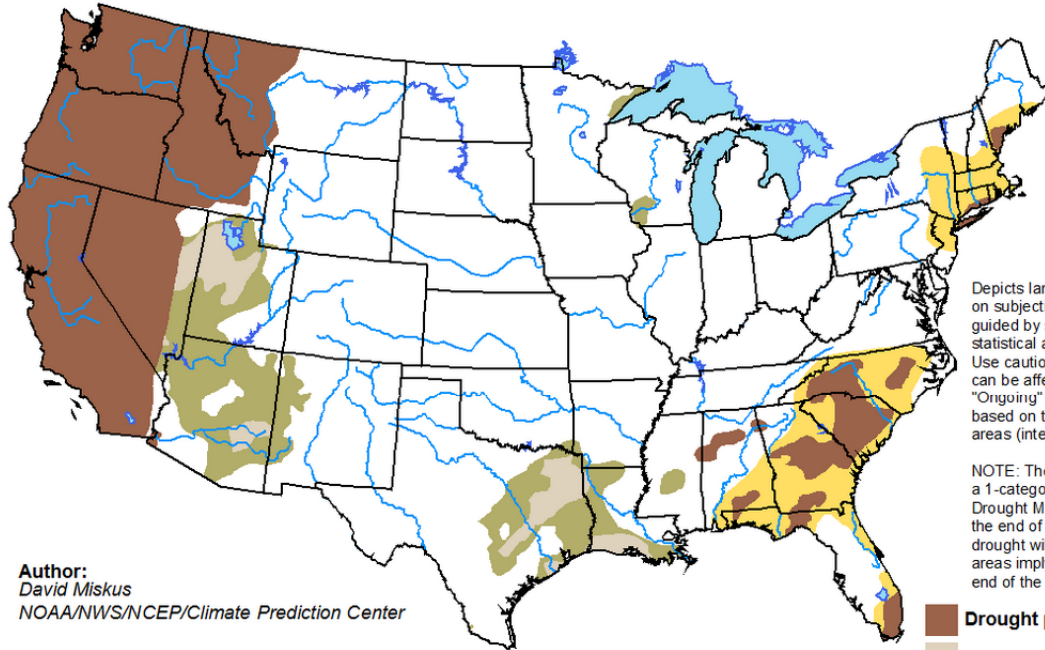 Depicts lar
on subjecti
guided by s
statistical a
Use cautio
can be affe
"Ongoing"
based on t
areas (inte
NOTE: The
a 1-catego
Drought M
the end of
drought wi
areas imply
end of the
Author:
David Miskus
NOAA/NWS/NCEP/Climate Prediction Center
Drought p